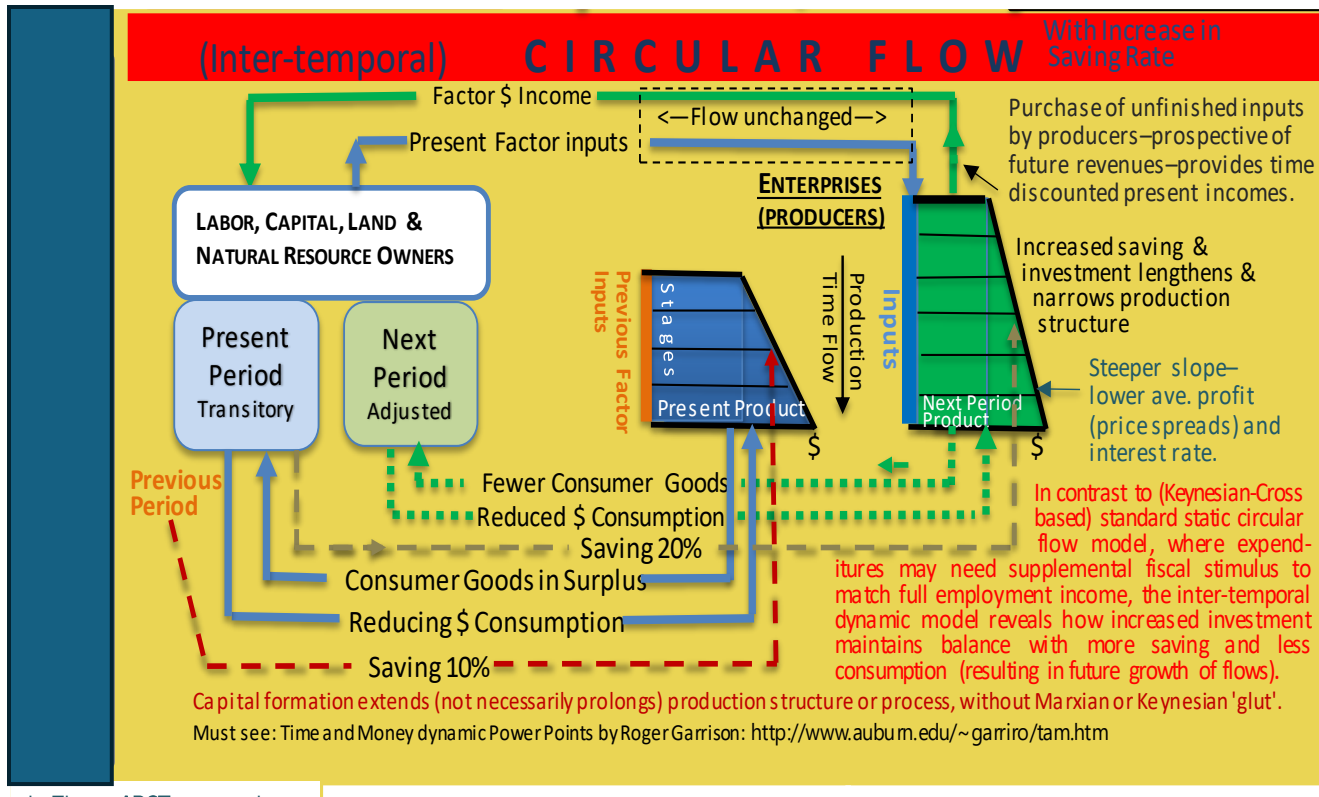 (Inter-temporal) CIRCULAR FLOW With Increase in
Saving Rate
Factor $ Income
<—Flow unchanged—>
Present Factor inputs
Purchase of unfinished inputs
by producers–prospective of
future revenues–provides time
discounted present incomes.
ENTERPRISES
(PRODUCERS)
LABOR, CAPITAL, LAND &
NATURAL RESOURCE OWNERS
Increased saving &
investment lengthens &
narrows production
structure
Previous Factor
Inputs
Stages
Production
Time Flow
Inputs
Present
Period
Transitory
Next
Period
Adjusted
Present Product
$
Next Period
Product
$
Steeper slope–
lower ave. profit
(price spreads) and
interest rate.
Previous
Period
Fewer Consumer Goods
Reduced $ Consumption
Saving 20%
Consumer Goods in Surplus
Reducing $ Consumption
Saving 10%
In contrast to (Keynesian-Cross
based) standard static circular
flow model, where expend-
itures may need supplemental fiscal stimulus to
match full employment income, the inter-temporal
dynamic model reveals how increased investment
maintains balance with more saving and less
consumption (resulting in future growth of flows).
Capital formation extends (not necessarily prolongs) production structure or process, without Marxian or Keynesian 'glut'.
Must see: Time and Money dynamic Power Points by Roger Garrison: http://www.auburn.edu/~garriro/tam.htm